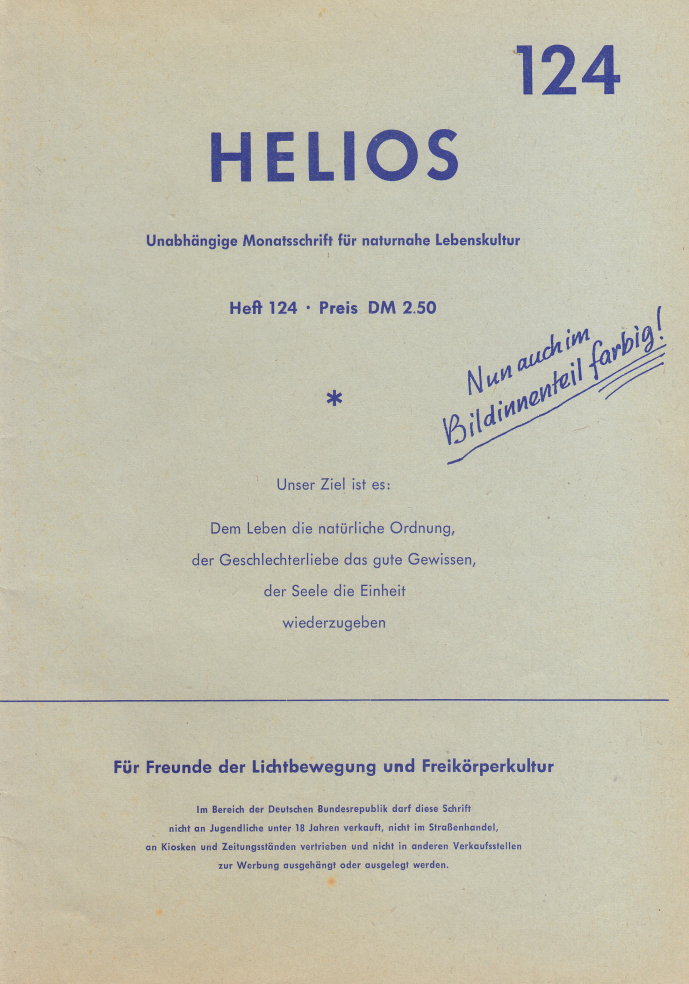 124
HELIOS
Unabhängige Monatsschrift für naturnahe Lebenskultur
Heft 124 · Preis DM 2.50
*
Nun auch im
Bildinnenteil farbig!
Unser Ziel ist es:
Dem Leben die natürliche Ordnung,
der Geschlechterliebe das gute Gewissen,
der Seele die Einheit
wiederzugeben
Für Freunde der Lichtbewegung und Freikörperkultur
Im Bereich der Deutschen Bundesrepublik darf diese Schrift
nicht an Jugendliche unter 18 Jahren verkauft, nicht im Straßenhandel,
an Kiosken und Zeitungsständen vertrieben und nicht in anderen Verkaufsstellen
zur Werbung ausgehängt oder ausgelegt werden.